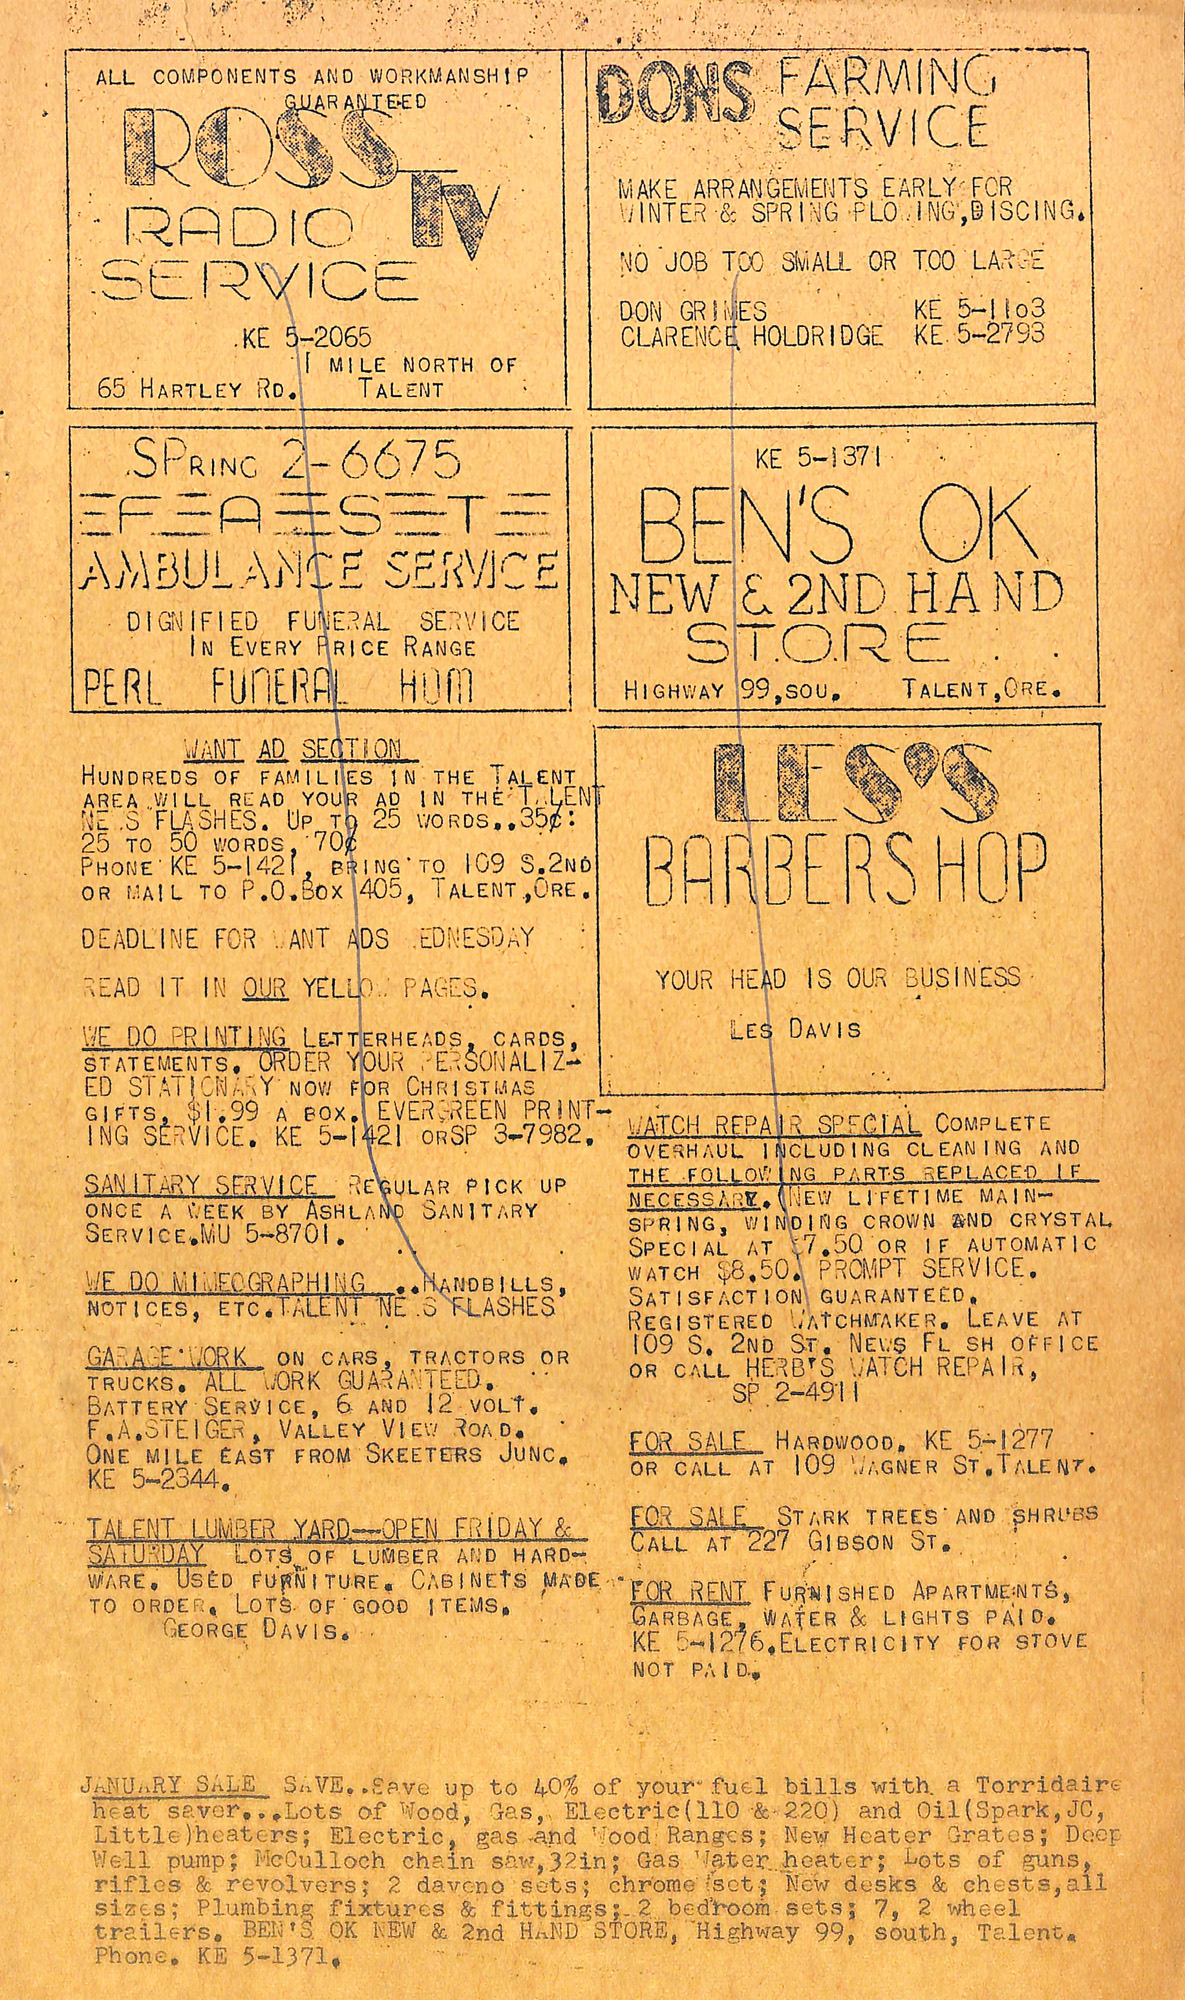 ALL COMPONENTS AND WORKMANSHIP
GUARANTEED
ROSS TV
RADIO
SERVICE
KE 5-2065
1 MILE NORTH OF
65 HARTLEY RD. TALENT
DONS FARMING
SERVICE
MAKE ARRANGEMENTS EARLY FOR
WINTER & SPRING PLOWING, DISCING.
NO JOB TOO SMALL OR TOO LARGE
DON GRIMES KE 5-11o3
CLARENCE HOLDRIDGE KE 5-2793
SPRING 2-6675
FAST
AMBULANCE SERVICE
DIGNIFIED FUNERAL SERVICE
IN EVERY PRICE RANGE
PERL FUNERAL HOM
KE 5-1371
BEN'S OK
NEW & 2ND HAND
STORE
HIGHWAY 99,SOU. TALENT,ORE.
WANT AD SECTION
HUNDREDS OF FAMILIES IN THE TALENT
AREA WILL READ YOUR AD IN THE TALENT
NEWS FLASHES. UP TO 25 WORDS..35¢:
25 TO 50 WORDS, 70¢
PHONE KE 5-1421, BRING TO 109 S.2ND
OR MAIL TO P.O.BOX 405, TALENT,ORE.
DEADLINE FOR WANT ADS WEDNESDAY
READ IT IN OUR YELLOW PAGES.
WE DO PRINTING LETTERHEADS, CARDS,
STATEMENTS. ORDER YOUR PERSONALIZ-
ED STATIONARY NOW FOR CHRISTMAS
GIFTS, $1.99 A BOX. EVERGREEN PRINT-
ING SERVICE. KE 5-1421 ORSP 3-7982.
SANITARY SERVICE REGULAR PICK UP
ONCE A WEEK BY ASHLAND SANITARY
SERVICE.MU 5-8701.
WE DO MIMEOGRAPHING ..HANDBILLS,
NOTICES, ETC.TALENT NEWS FLASHES
GARAGE WORK ON CARS, TRACTORS OR
TRUCKS. ALL WORK GUARANTEED.
BATTERY SERVICE, 6 AND 12 VOLT.
F.A.STEIGER, VALLEY VIEW ROAD.
ONE MILE EAST FROM SKEETERS JUNC.
KE 5-2344.
TALENT LUMBER YARD--OPEN FRIDAY &
SATURDAY LOTS OF LUMBER AND HARD-
WARE. USED FURNITURE. CABINETS MADE
TO ORDER. LOTS OF GOOD ITEMS.
GEORGE DAVIS.
LES'S
BARBERSHOP
YOUR HEAD IS OUR BUSINESS
LES DAVIS
WATCH REPAIR SPECIAL COMPLETE
OVERHAUL INCLUDING CLEANING AND
THE FOLLOWING PARTS REPLACED IF
NECESSARY.(NEW LIFETIME MAIN-
SPRING, WINDING CROWN AND CRYSTAL
SPECIAL AT $7.50 OR IF AUTOMATIC
WATCH $8.50. PROMPT SERVICE.
SATISFACTION GUARANTEED.
REGISTERED WATCHMAKER. LEAVE AT
109 S. 2ND ST. NEWS FL SH OFFICE
OR CALL HERB'S WATCH REPAIR,
SP 2-4911
FOR SALE HARDWOOD. KE 5-1277
OR CALL AT 109 WAGNER ST.TALENT.
FOR SALE STARK TREES AND SHRUBS
CALL AT 227 GIBSON ST.
FOR RENT FURNISHED APARTMENTS,
GARBAGE, WATER & LIGHTS PAID.
KE 5-1276.ELECTRICITY FOR STOVE
NOT PAID.
JANUARY SALE SAVE..Save up to 40% of your fuel bills with a Torridaire
heat saver...Lots of Wood, Gas, Electric(110 & 220) and Oil(Spark,JC,
Little)heaters; Electric, gas and Wood Ranges; New Heater Grates; Deep
Well pump; McCulloch chain saw,32in; Gas Water heater; Lots of guns,
rifles & revolvers; 2 daveno sets; chrome set; New desks & chests,all
sizes; Plumbing fixtures & fittings; 2 bedroom sets; 7, 2 wheel
trailers. BEN'S OK NEW & 2nd HAND STORE, Highway 99, south, Talent.
Phone. KE 5-1371.